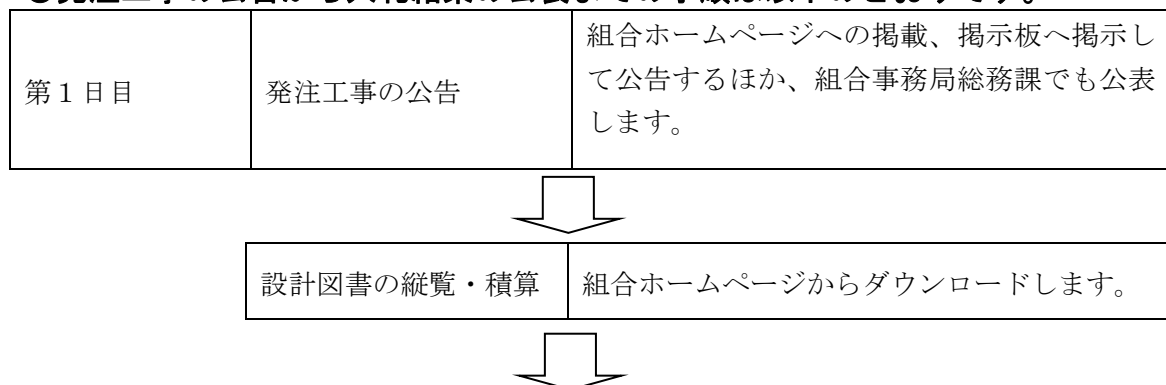 第１日目
発注工事の公告
組合ホームページへの掲載、掲示板へ掲示し
て公告するほか、組合事務局総務課でも公表
します。
設計図書の縦覧・積算
組合ホームページからダウンロードします。